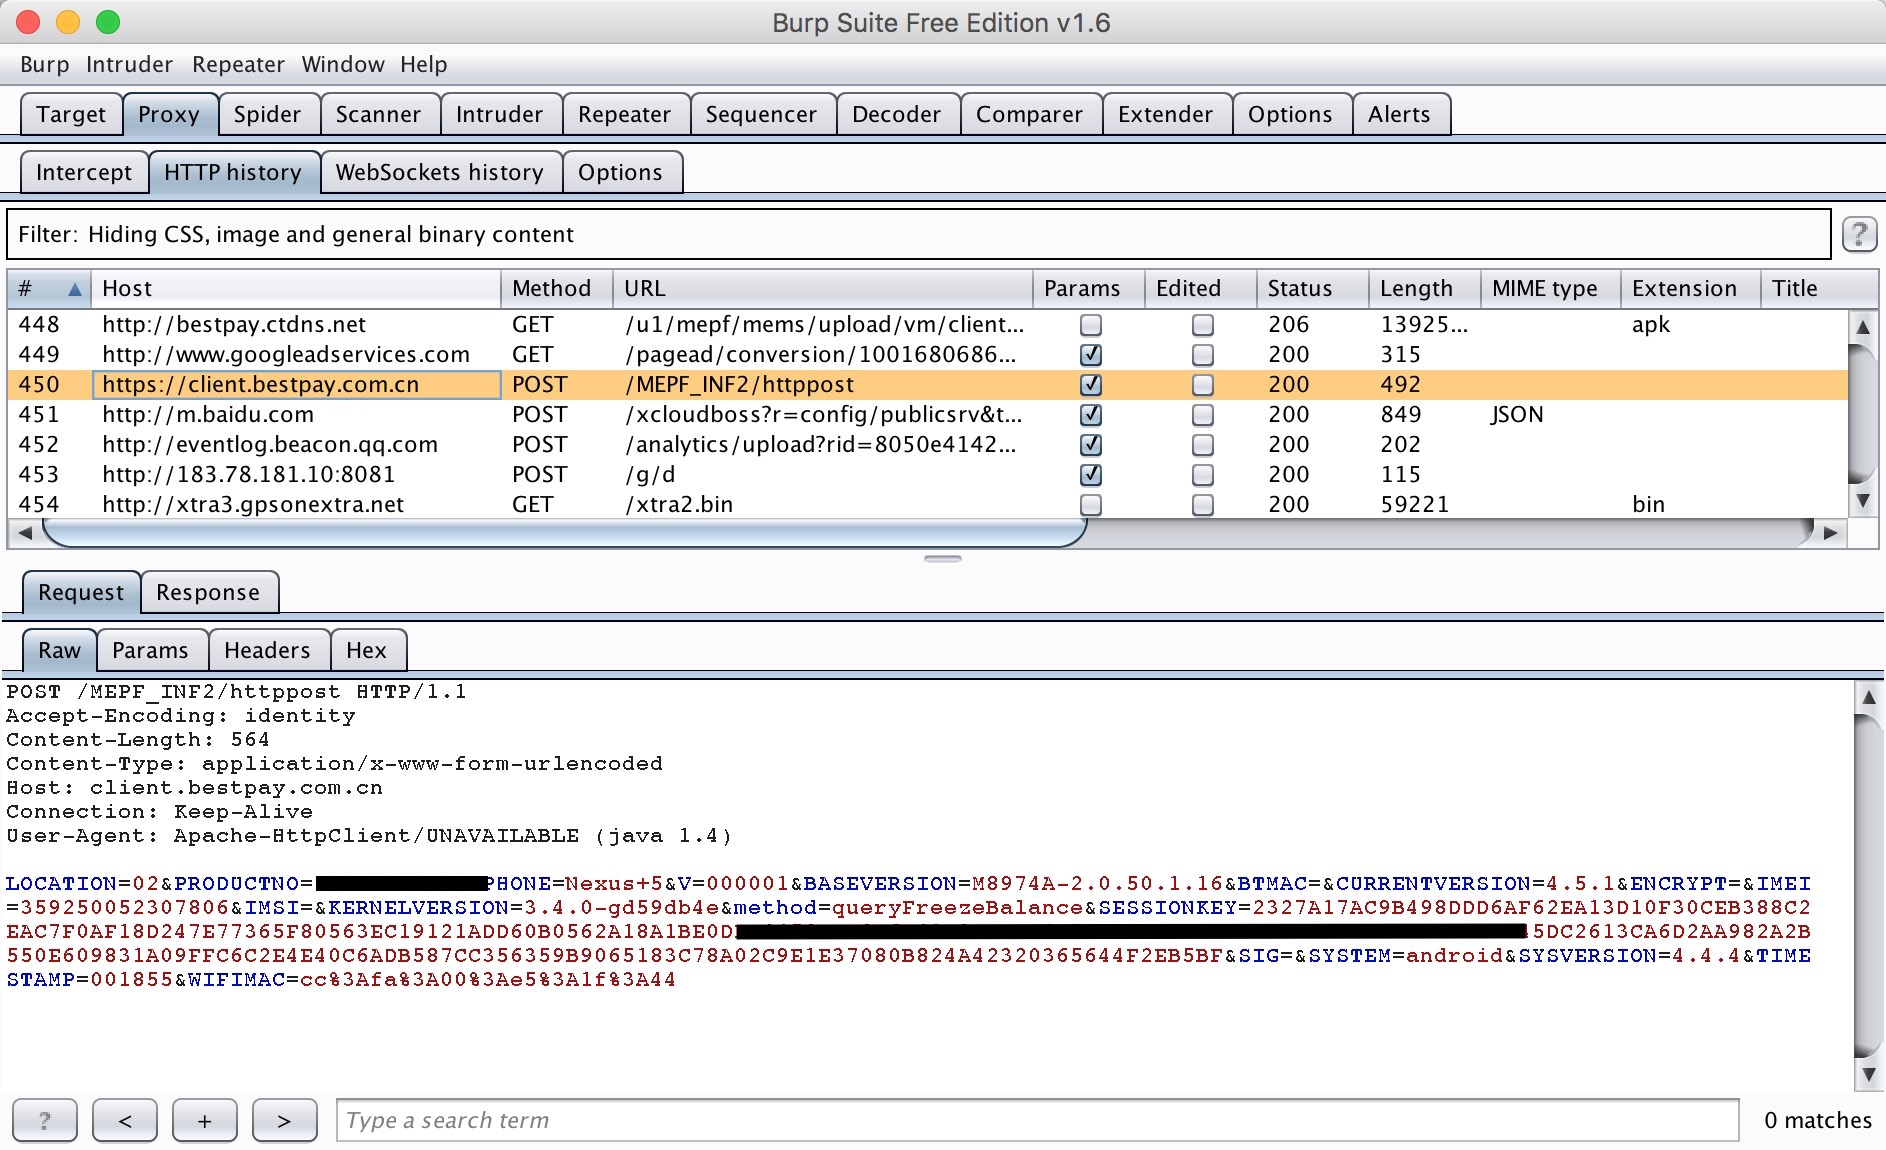 Burp Suite Free Edition v1.6
Burp Intruder Repeater Window Help
Target Proxy Spider Scanner Intruder Repeater Sequencer Decoder Comparer Extender Options Alerts
Intercept HTTP history WebSockets history Options
Filter: Hiding CSS, image and general binary content ?
# Host Method URL Params Edited Status Length MIME type Extension Title
448 http://bestpay.ctdns.net GET /u1/mepf/mems/upload/vm/client... 206 13925... apk
449 http://www.googleadservices.com GET /pagead/conversion/1001680686... 200 315
450 https://client.bestpay.com.cn POST /MEPF_INF2/httppost 200 492
451 http://m.baidu.com POST /xcloudboss?r=config/publicsrv&t... 200 849 JSON
452 http://eventlog.beacon.qq.com POST /analytics/upload?rid=8050e4142... 200 202
453 http://183.78.181.10:8081 POST /g/d 200 115
454 http://xtra3.gpsonextra.net GET /xtra2.bin 200 59221 bin
Request Response
Raw Params Headers Hex
POST /MEPF_INF2/httppost HTTP/1.1
Accept-Encoding: identity
Content-Length: 564
Content-Type: application/x-www-form-urlencoded
Host: client.bestpay.com.cn
Connection: Keep-Alive
User-Agent: Apache-HttpClient/UNAVAILABLE (java 1.4)
LOCATION=02&PRODUCTNO= PHONE=Nexus+5&V=000001&BASEVERSION=M8974A-2.0.50.1.16&BTMAC=&CURRENTVERSION=4.5.1&ENCRYPT=&IMEI
=359250052307806&IMSI=&KERNELVERSION=3.4.0-gd59db4e&method=queryFreezeBalance&SESSIONKEY=2327A17AC9B498DDD6AF62EA13D10F30CEB388C2
EAC7F0AF18D247E77365F80563EC19121ADD60B0562A18A1BE0D 5DC2613CA6D2AA982A2B
550E609831A09FFC6C2E4E40C6ADB587CC356359B9065183C78A02C9E1E37080B824A42320365644F2EB5BF&SIG=&SYSTEM=android&SYSVERSION=4.4.4&TIME
STAMP=001855&WIFIMAC=cc%3Afa%3A00%3Ae5%3A1f%3A44
? < + > Type a search term 0 matches